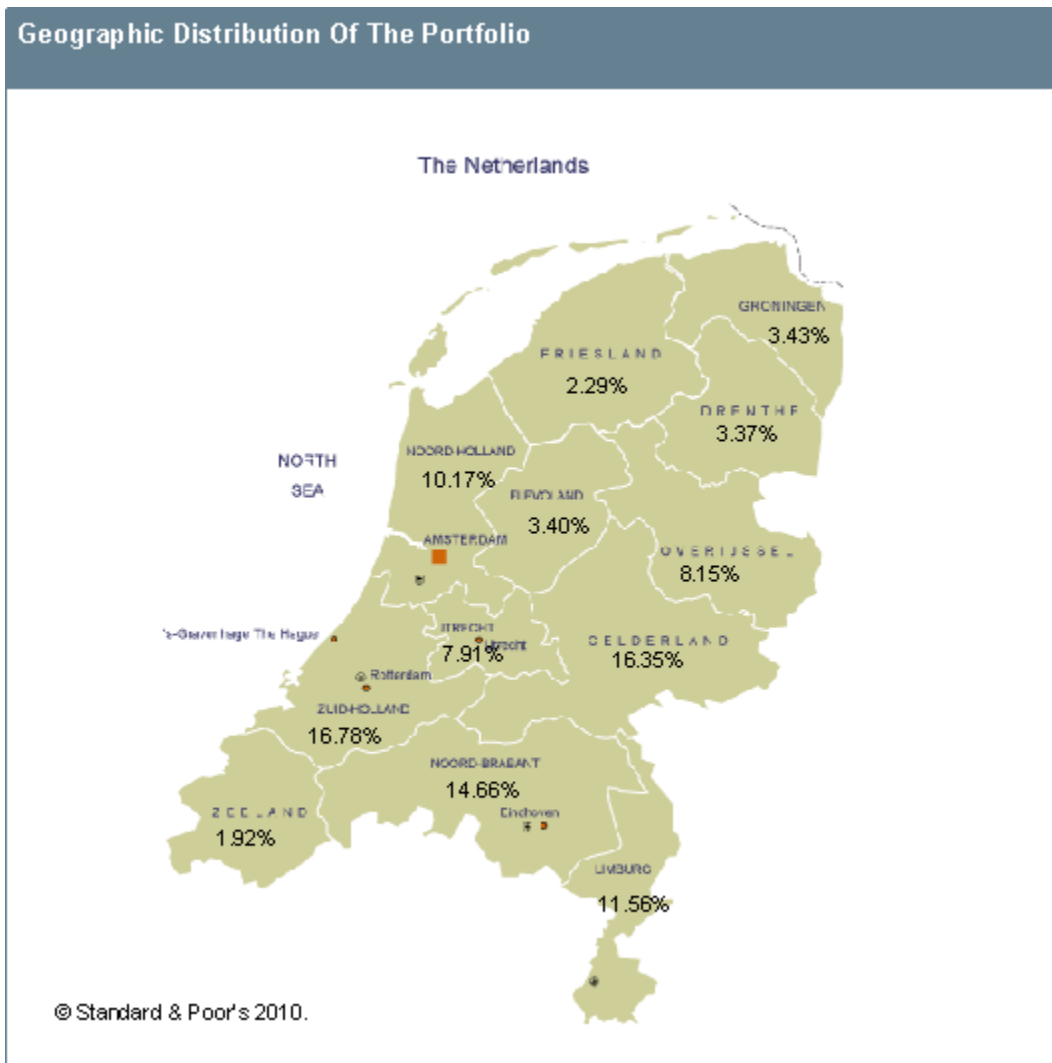 Geographic Distribution Of The Portfolio
The Netherlands
GRONINGEN
3.43%
FRIESLAND
2.29%
DRENTHE
3.37%
NOORD-HOLLAND
10.17%
NORTH
SEA
FLEVOLAND
3.40%
AMSTERDAM
OVERIJSSEL
8.15%
's-Gravenhage The Hague
UTRECHT
Utrecht
7.91%
GELDERLAND
16.35%
Rotterdam
ZUID-HOLLAND
16.78%
NOORD-BRABANT
14.66%
Eindhoven
ZEELAND
1.92%
LIMBURG
11.56%
© Standard & Poor's 2010.